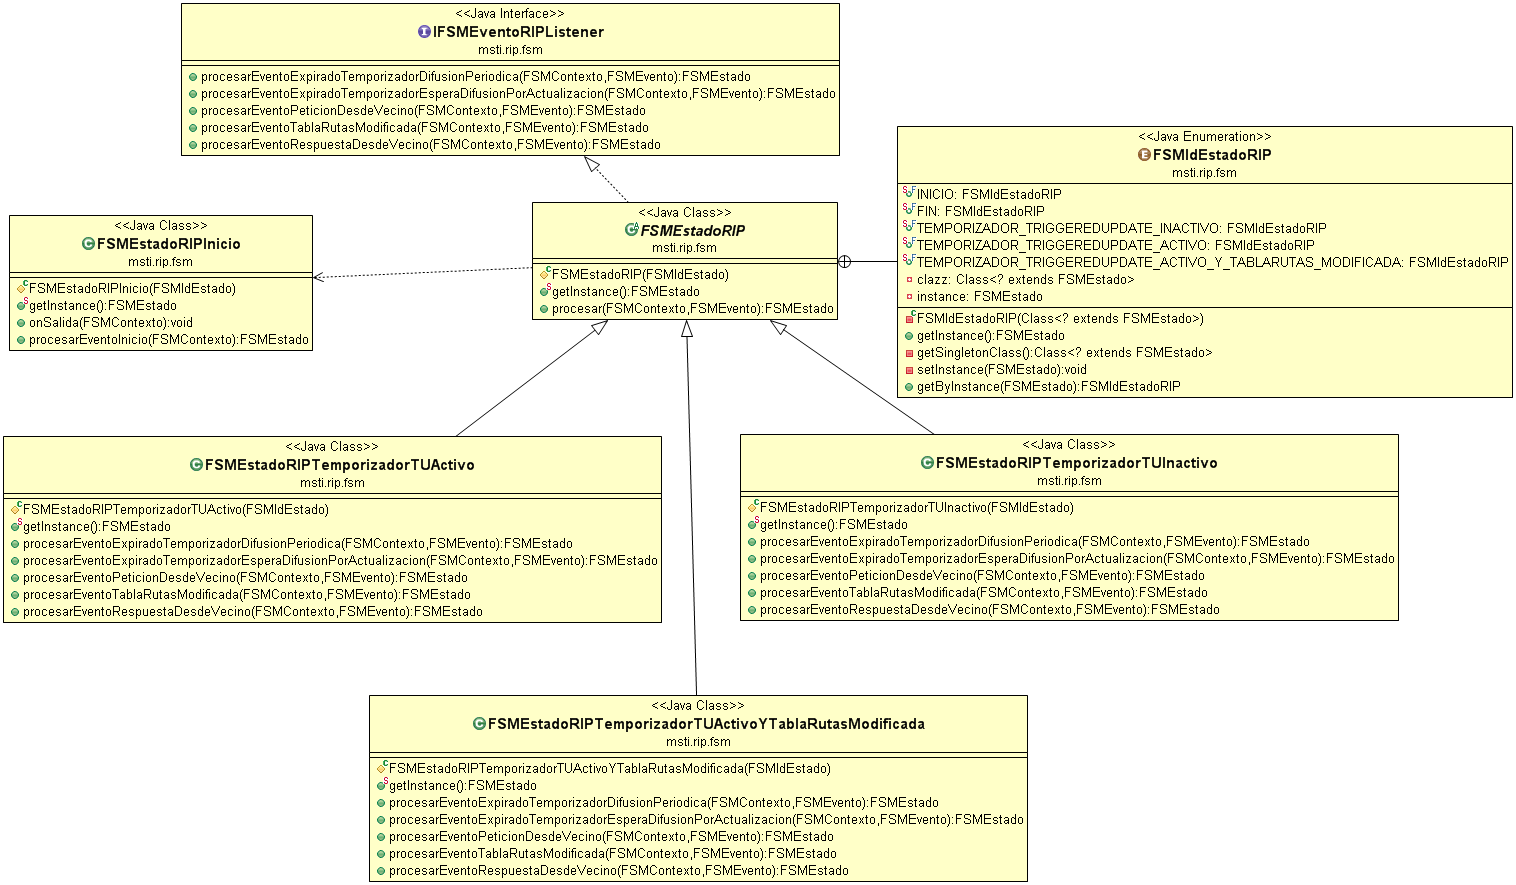 <<Java Interface>>
IFSMEventoRIPListener
msti.rip.fsm
procesarEventoExpiradoTemporizadorDifusionPeriodica(FSMContexto,FSMEvento):FSMEstado
procesarEventoExpiradoTemporizadorEsperaDifusionPorActualizacion(FSMContexto,FSMEvento):FSMEstado
procesarEventoPeticionDesdeVecino(FSMContexto,FSMEvento):FSMEstado
procesarEventoTablaRutasModificada(FSMContexto,FSMEvento):FSMEstado
procesarEventoRespuestaDesdeVecino(FSMContexto,FSMEvento):FSMEstado
<<Java Enumeration>>
FSMIdEstadoRIP
msti.rip.fsm
INICIO: FSMIdEstadoRIP
FIN: FSMIdEstadoRIP
TEMPORIZADOR_TRIGGEREDUPDATE_INACTIVO: FSMIdEstadoRIP
TEMPORIZADOR_TRIGGEREDUPDATE_ACTIVO: FSMIdEstadoRIP
TEMPORIZADOR_TRIGGEREDUPDATE_ACTIVO_Y_TABLARUTAS_MODIFICADA: FSMIdEstadoRIP
clazz: Class<? extends FSMEstado>
instance: FSMEstado
FSMIdEstadoRIP(Class<? extends FSMEstado>)
getInstance():FSMEstado
getSingletonClass():Class<? extends FSMEstado>
setInstance(FSMEstado):void
getByInstance(FSMEstado):FSMIdEstadoRIP
<<Java Class>>
FSMEstadoRIP
msti.rip.fsm
FSMEstadoRIP(FSMIdEstado)
getInstance():FSMEstado
procesar(FSMContexto,FSMEvento):FSMEstado
<<Java Class>>
FSMEstadoRIPInicio
msti.rip.fsm
FSMEstadoRIPInicio(FSMIdEstado)
getInstance():FSMEstado
onSalida(FSMContexto):void
procesarEventoInicio(FSMContexto):FSMEstado
<<Java Class>>
FSMEstadoRIPTemporizadorTUActivo
msti.rip.fsm
FSMEstadoRIPTemporizadorTUActivo(FSMIdEstado)
getInstance():FSMEstado
procesarEventoExpiradoTemporizadorDifusionPeriodica(FSMContexto,FSMEvento):FSMEstado
procesarEventoExpiradoTemporizadorEsperaDifusionPorActualizacion(FSMContexto,FSMEvento):FSMEstado
procesarEventoPeticionDesdeVecino(FSMContexto,FSMEvento):FSMEstado
procesarEventoTablaRutasModificada(FSMContexto,FSMEvento):FSMEstado
procesarEventoRespuestaDesdeVecino(FSMContexto,FSMEvento):FSMEstado
<<Java Class>>
FSMEstadoRIPTemporizadorTUInactivo
msti.rip.fsm
FSMEstadoRIPTemporizadorTUInactivo(FSMIdEstado)
getInstance():FSMEstado
procesarEventoExpiradoTemporizadorDifusionPeriodica(FSMContexto,FSMEvento):FSMEstado
procesarEventoExpiradoTemporizadorEsperaDifusionPorActualizacion(FSMContexto,FSMEvento):FSMEstado
procesarEventoPeticionDesdeVecino(FSMContexto,FSMEvento):FSMEstado
procesarEventoTablaRutasModificada(FSMContexto,FSMEvento):FSMEstado
procesarEventoRespuestaDesdeVecino(FSMContexto,FSMEvento):FSMEstado
<<Java Class>>
FSMEstadoRIPTemporizadorTUActivoYTablaRutasModificada
msti.rip.fsm
FSMEstadoRIPTemporizadorTUActivoYTablaRutasModificada(FSMIdEstado)
getInstance():FSMEstado
procesarEventoExpiradoTemporizadorDifusionPeriodica(FSMContexto,FSMEvento):FSMEstado
procesarEventoExpiradoTemporizadorEsperaDifusionPorActualizacion(FSMContexto,FSMEvento):FSMEstado
procesarEventoPeticionDesdeVecino(FSMContexto,FSMEvento):FSMEstado
procesarEventoTablaRutasModificada(FSMContexto,FSMEvento):FSMEstado
procesarEventoRespuestaDesdeVecino(FSMContexto,FSMEvento):FSMEstado